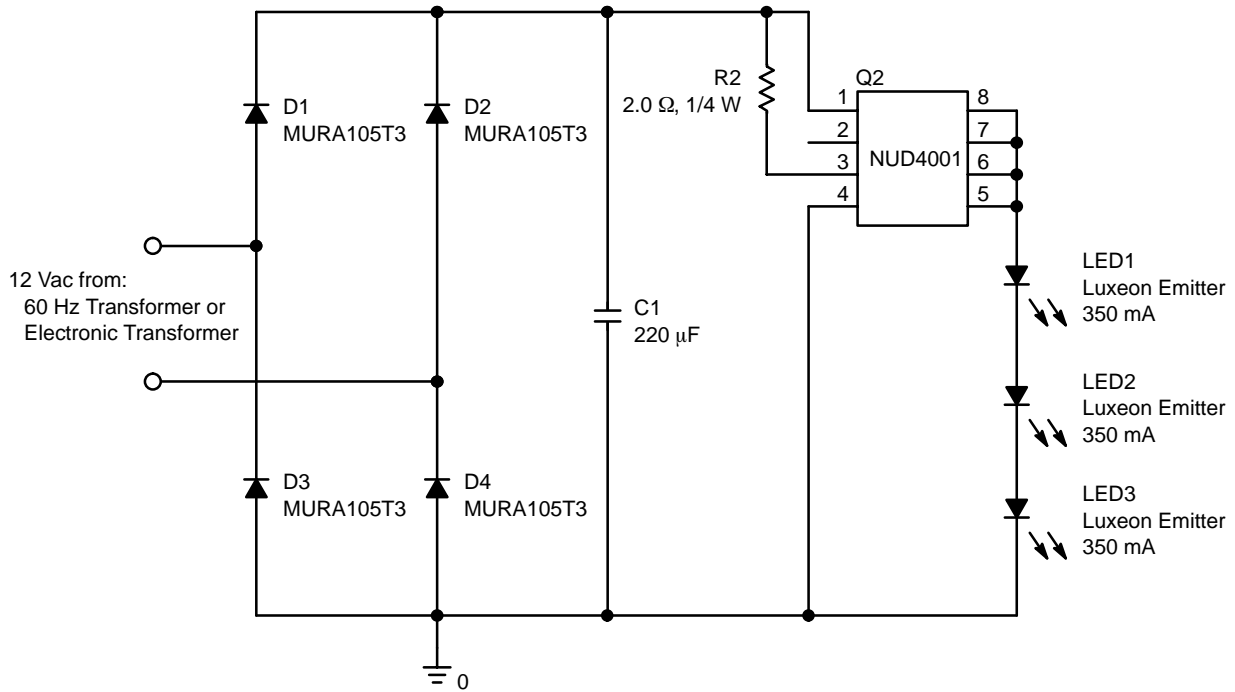 D1
MURA105T3
D2
MURA105T3
R2
2.0 Ω, 1/4 W
Q2
1
2
3
4
NUD4001
8
7
6
5
12 Vac from:
60 Hz Transformer or
Electronic Transformer
C1
220 μF
LED1
Luxeon Emitter
350 mA
LED2
Luxeon Emitter
350 mA
D3
MURA105T3
D4
MURA105T3
LED3
Luxeon Emitter
350 mA
0